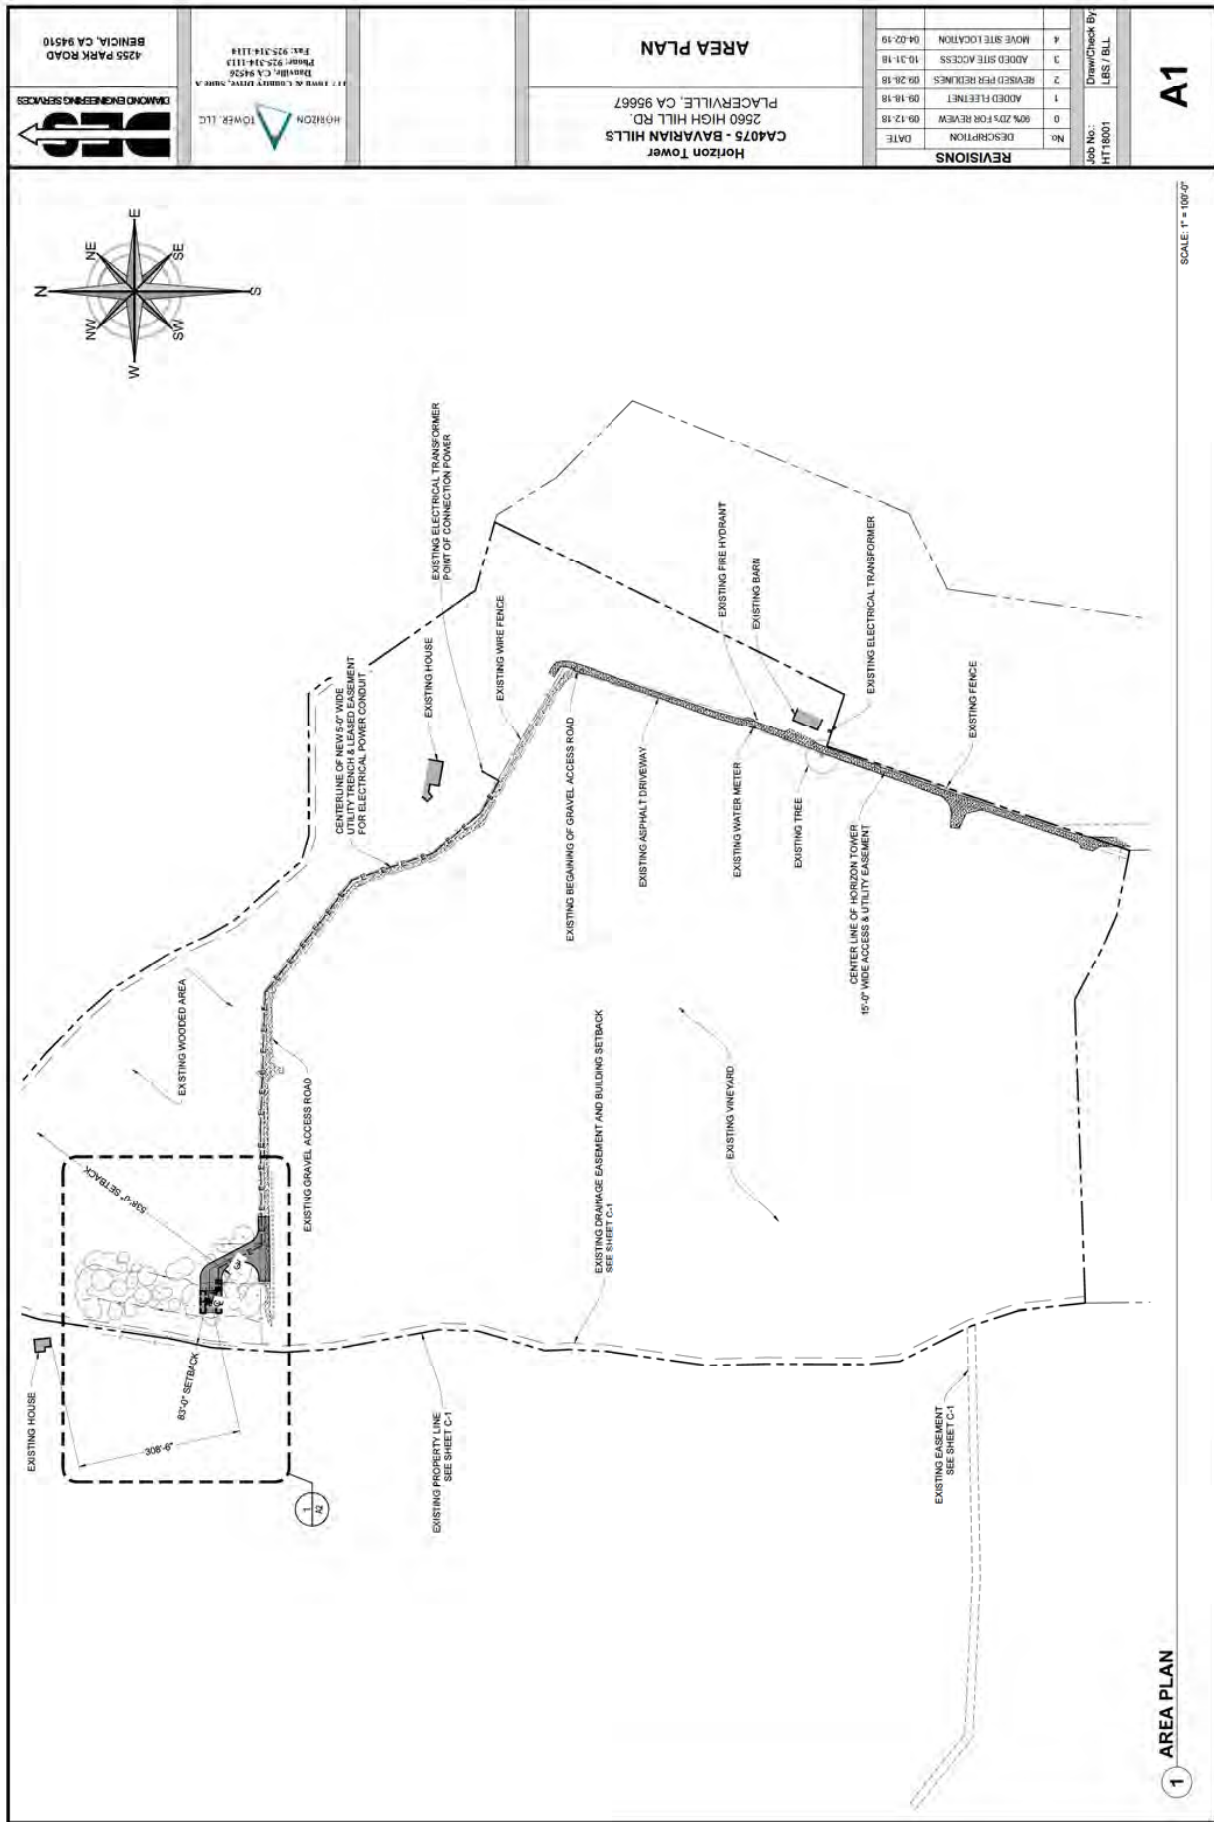 4255 PARK ROAD
BENICIA, CA 94510
DIAMOND ENGINEERING SERVICES
DES
117 Town & Country Drive, Suite A
Danville, CA 94526
Phone: 925-314-1113
Fax: 925-314-1114
HORIZON TOWER, LLC
Horizon Tower
CA4075 - BAVARIAN HILLS
2560 HIGH HILL RD.
PLACERVILLE, CA 95667
AREA PLAN
REVISIONS
No. DESCRIPTION DATE
0 90% ZD'S FOR REVIEW 09-12-18
1 ADDED FLEETNET 09-18-18
2 REVISED PER REDLINES 09-28-18
3 ADDED SITE ACCESS 10-31-18
4 MOVE SITE LOCATION 04-02-19
Job No.:
HT18001
Draw/Check By:
LBS / BLL
A1
N
NE
E
SE
S
SW
W
NW
EXISTING HOUSE
538'-0" SETBACK
83'-0" SETBACK
308'-6"
1
A2
EXISTING WOODED AREA
EXISTING GRAVEL ACCESS ROAD
CENTERLINE OF NEW 5'-0" WIDE
UTILITY TRENCH & LEASED EASEMENT
FOR ELECTRICAL POWER CONDUIT
EXISTING HOUSE
EXISTING ELECTRICAL TRANSFORMER
POINT OF CONNECTION POWER
EXISTING WIRE FENCE
EXISTING PROPERTY LINE
SEE SHEET C-1
EXISTING DRAINAGE EASEMENT AND BUILDING SETBACK
SEE SHEET C-1
EXISTING BEGAINING OF GRAVEL ACCESS ROAD
EXISTING ASPHALT DRIVEWAY
EXISTING WATER METER
EXISTING FIRE HYDRANT
EXISTING BARN
EXISTING TREE
EXISTING ELECTRICAL TRANSFORMER
EXISTING VINEYARD
CENTER LINE OF HORIZON TOWER
15'-0" WIDE ACCESS & UTILITY EASEMENT
EXISTING FENCE
EXISTING EASEMENT
SEE SHEET C-1
1
AREA PLAN
SCALE: 1" = 100'-0"